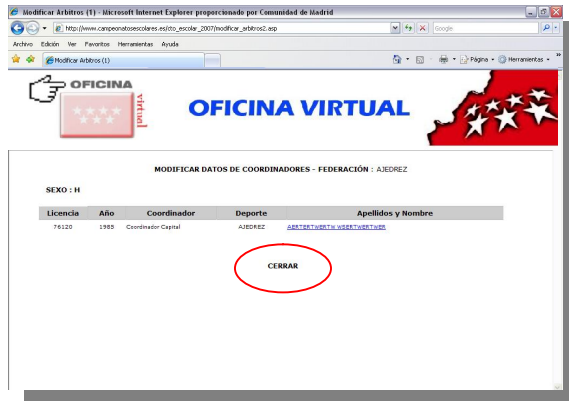 Modificar Arbitros (1) - Microsoft Internet Explorer proporcionado por Comunidad de Madrid
http://www.campeonatosescolares.es/cto_escolar_2007/modificar_arbitros2.asp
Google
Archivo Edición Ver Favoritos Herramientas Ayuda
Modificar Arbitros (1)
Página Herramientas
OFICINA
virtual
OFICINA VIRTUAL
MODIFICAR DATOS DE COORDINADORES - FEDERACIÓN : AJEDREZ
SEXO : H
Licencia Año Coordinador Deporte Apellidos y Nombre
76120 1985 Coordinador Capital AJEDREZ AERTERTWERTN WSERTWERTWER
CERRAR